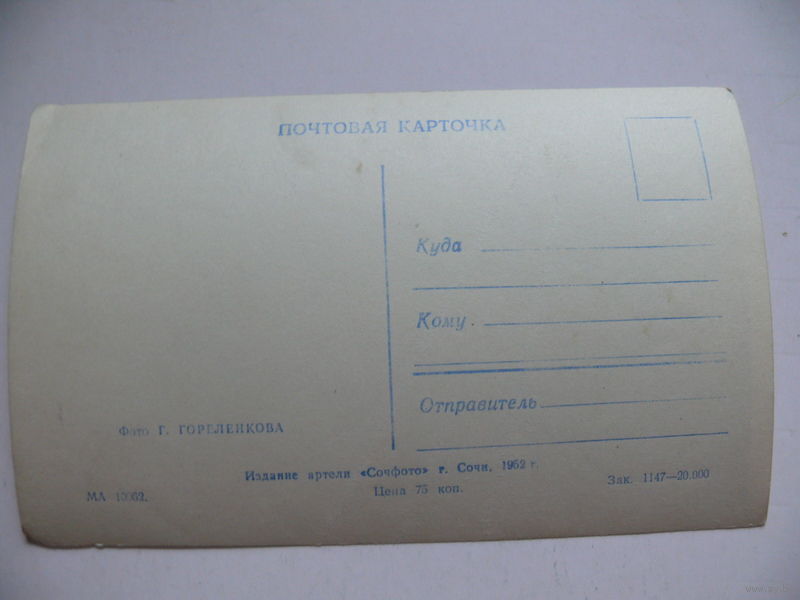 ПОЧТОВАЯ КАРТОЧКА
Куда
Кому
Отправитель
Фото Г. ГОРЕЛЕНКОВА
Издание артели «Сочфото» г. Сочи, 1952 г.
Цена 75 коп.
МА
Зак. 1147—20.000